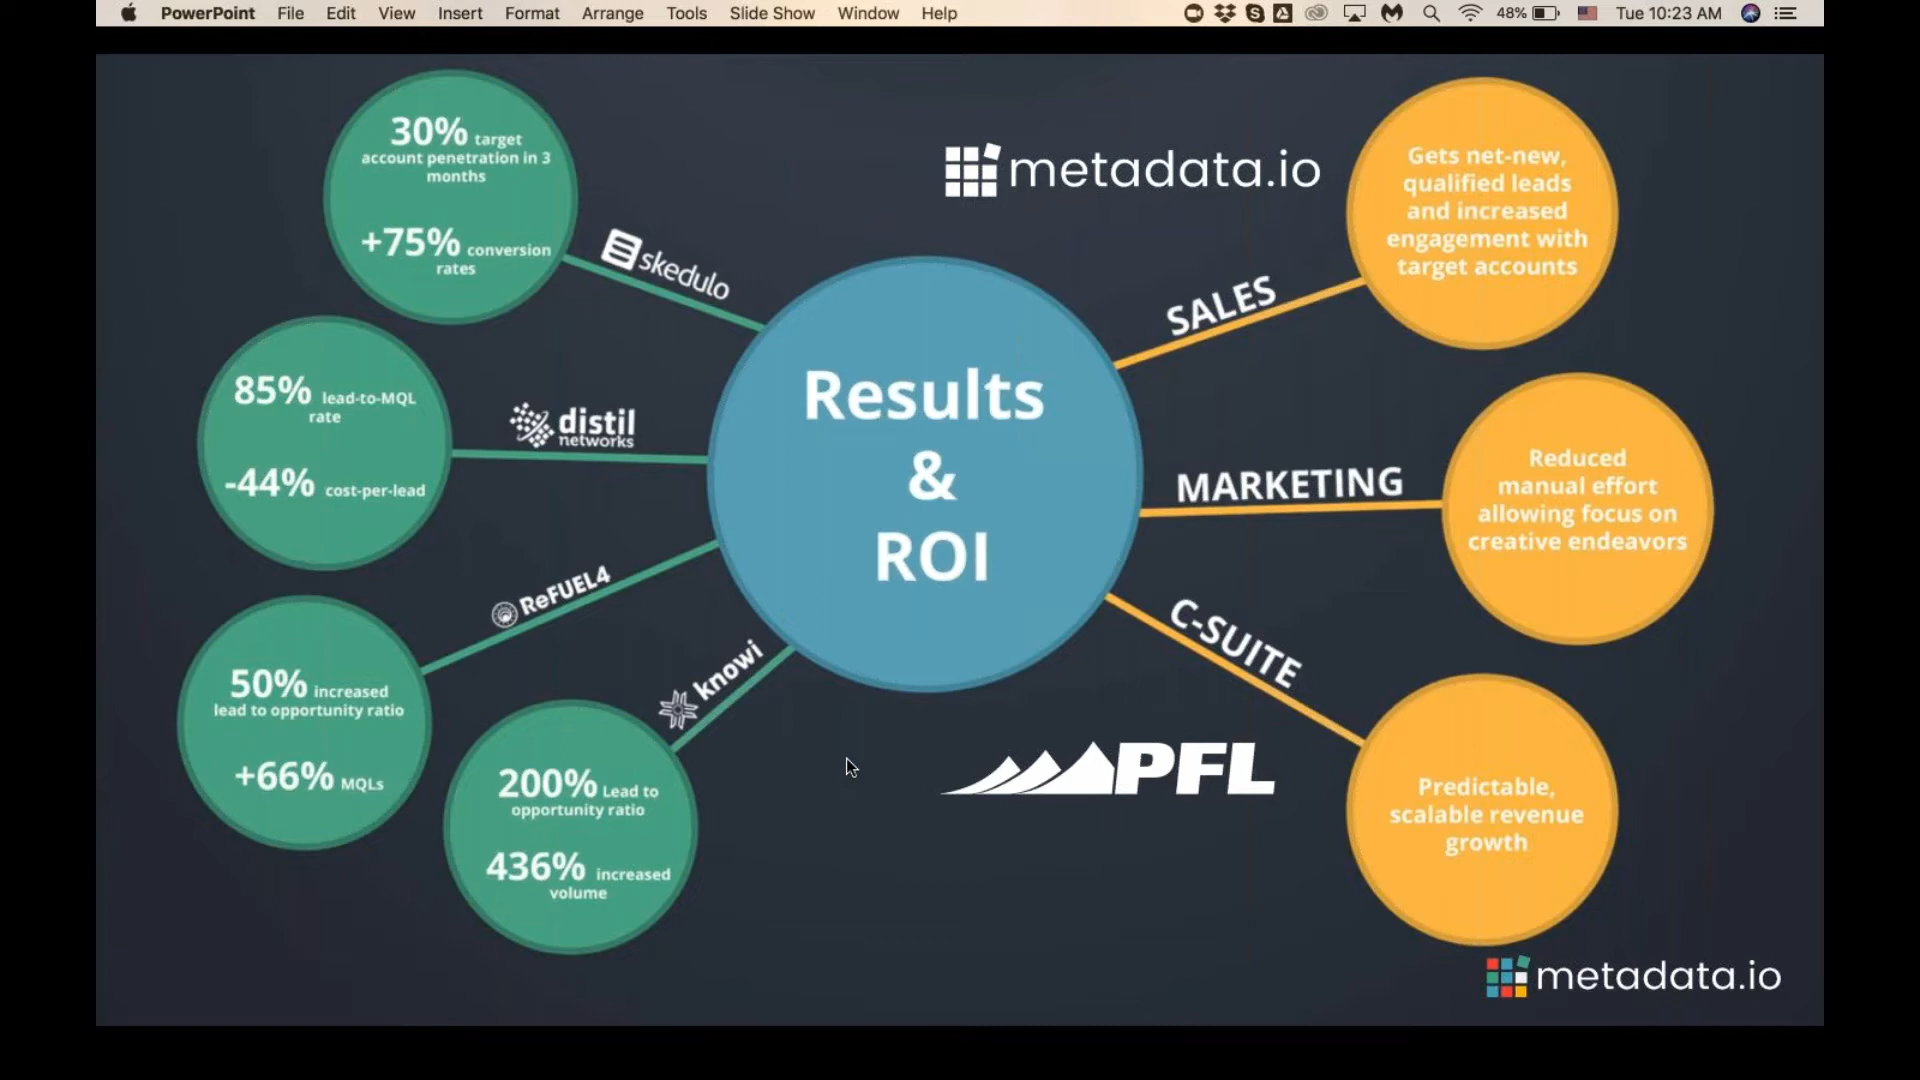 PowerPoint File Edit View Insert Format Arrange Tools Slide Show Window Help 48% Tue 10:23 AM
30% target
account penetration in 3
months
+75% conversion
rates
skedulo
85% lead-to-MQL
rate
-44% cost-per-lead
distil
networks
50% increased
lead to opportunity ratio
+66% MQLs
ReFUEL4
200% Lead to
opportunity ratio
436% increased
volume
knowi
Results
&
ROI
metadata.io
PFL
SALES
Gets net-new,
qualified leads
and increased
engagement with
target accounts
MARKETING
Reduced
manual effort
allowing focus on
creative endeavors
C-SUITE
Predictable,
scalable revenue
growth
metadata.io